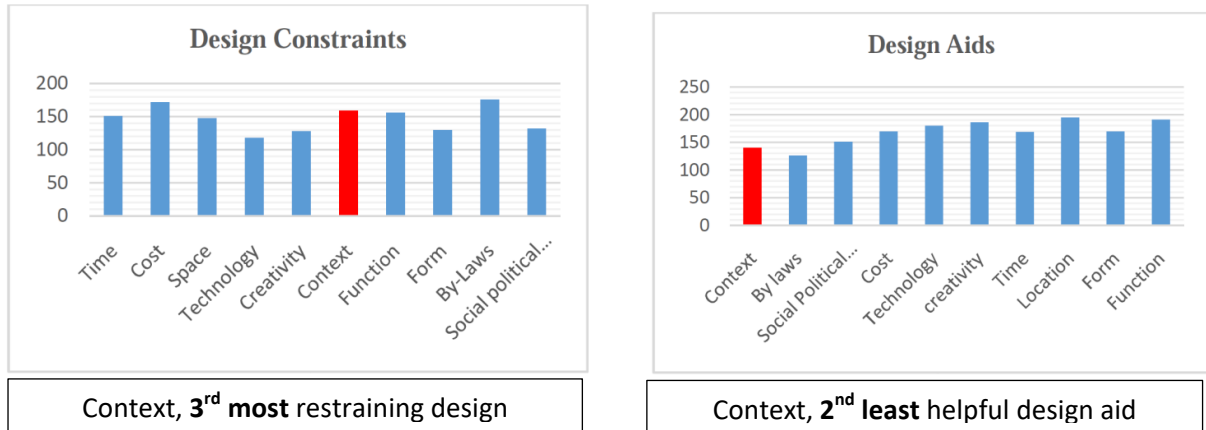 Design Constraints
200
150
100
50
0
Time
Cost
Space
Technology
Creativity
Context
Function
Form
By-Laws
Social political...
Context, 3rd most restraining design
Design Aids
250
200
150
100
50
0
Context
By laws
Social Political...
Cost
Technology
creativity
Time
Location
Form
Function
Context, 2nd least helpful design aid